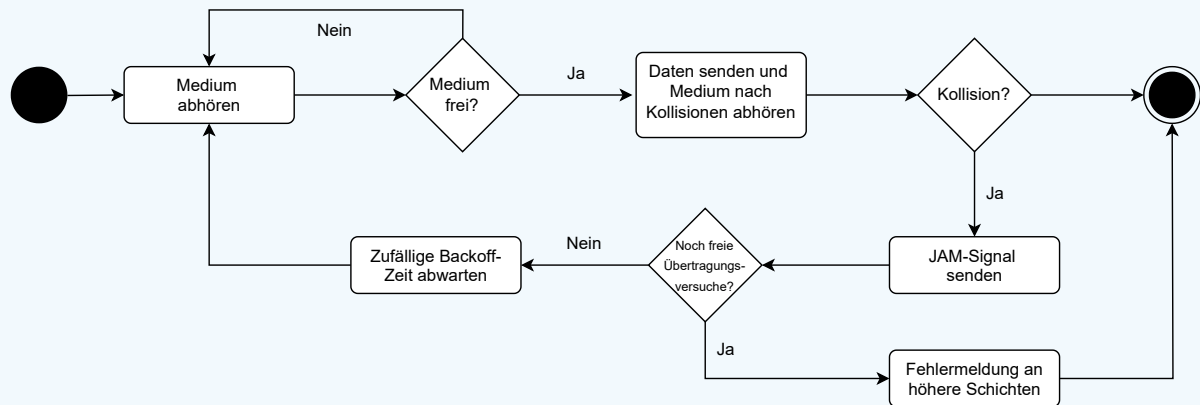 Nein
Medium
abhören
Medium
frei?
Ja
Daten senden und
Medium nach
Kollisionen abhören
Kollision?
Ja
Zufällige Backoff-
Zeit abwarten
Nein
Noch freie
Übertragungs-
versuche?
JAM-Signal
senden
Ja
Fehlermeldung an
höhere Schichten